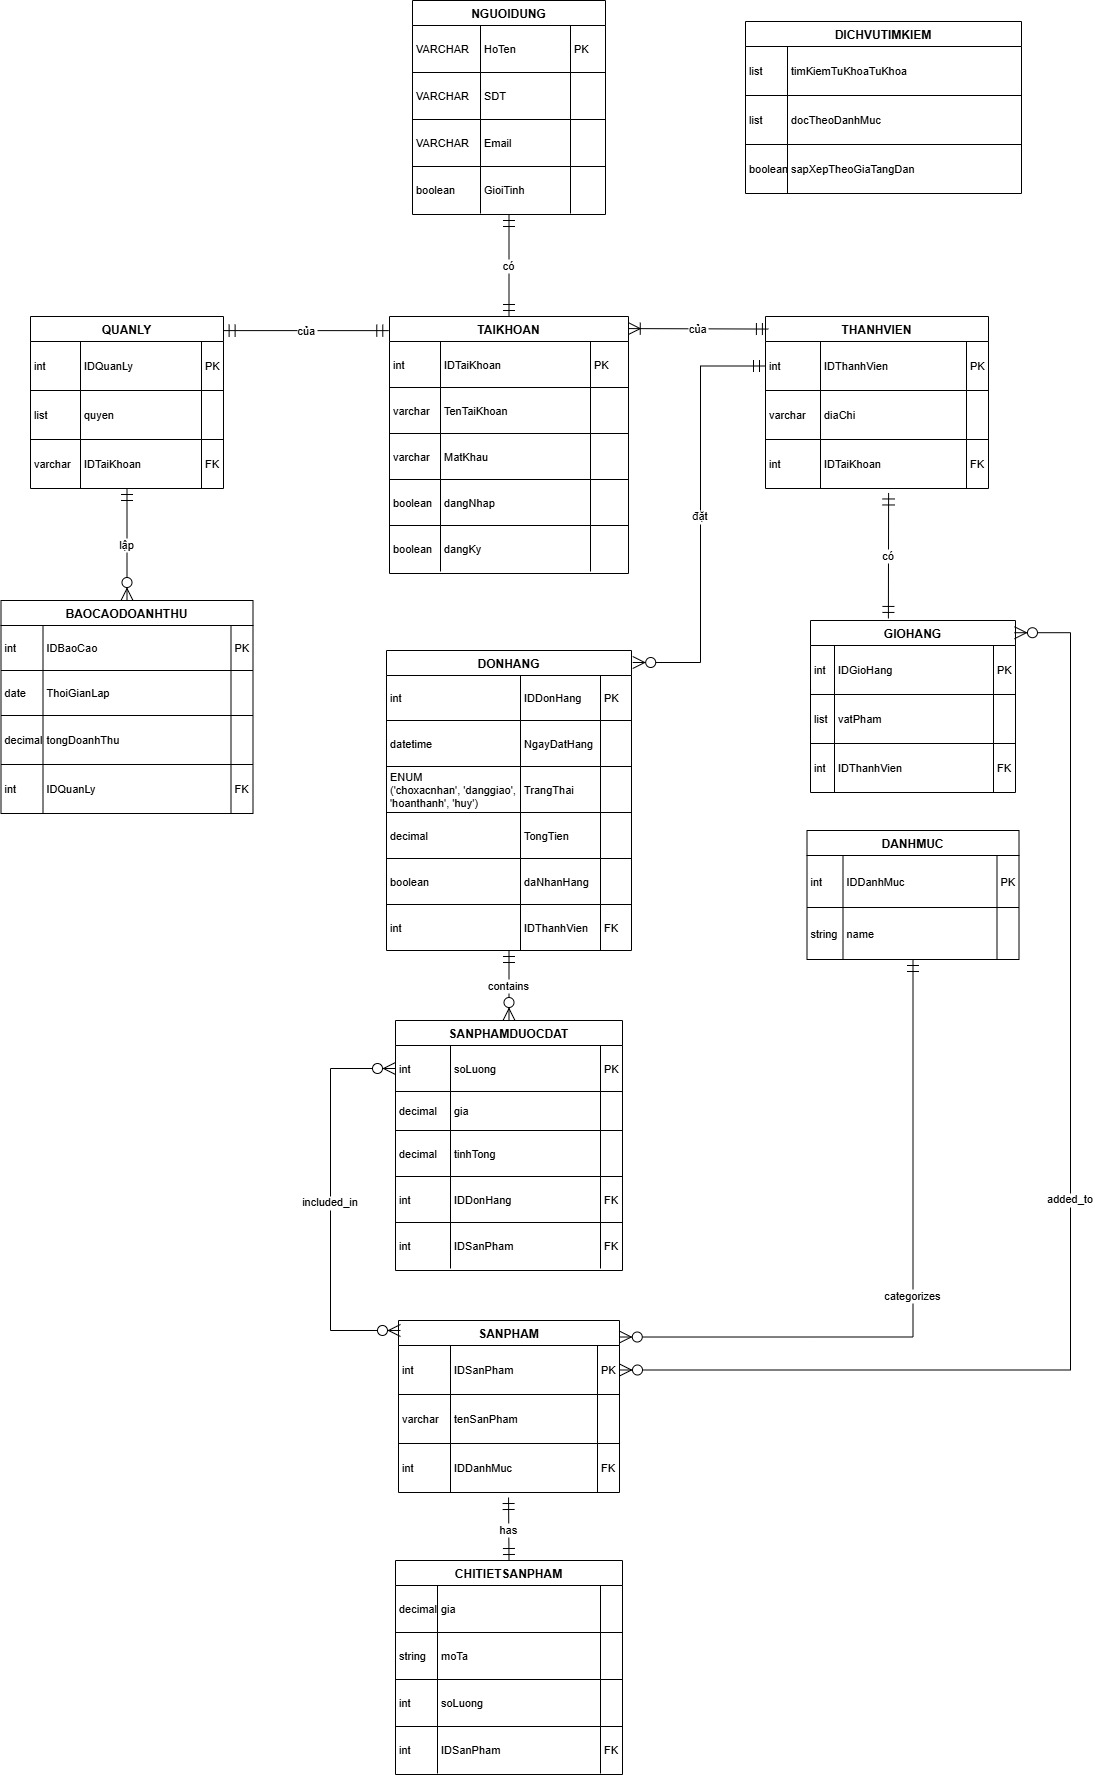 NGUOIDUNG
VARCHAR HoTen PK
VARCHAR SDT
VARCHAR Email
boolean GioiTinh
DICHVUTIMKIEM
list timKiemTuKhoaTuKhoa
list docTheoDanhMuc
boolean sapXepTheoGiaTangDan
có
QUANLY
int IDQuanLy PK
list quyen
varchar IDTaiKhoan FK
của
TAIKHOAN
int IDTaiKhoan PK
varchar TenTaiKhoan
varchar MatKhau
boolean dangNhap
boolean dangKy
của
THANHVIEN
int IDThanhVien PK
varchar diaChi
int IDTaiKhoan FK
lập
đặt
có
BAOCAODOANHTHU
int IDBaoCao PK
date ThoiGianLap
decimal tongDoanhThu
int IDQuanLy FK
DONHANG
int IDDonHang PK
datetime NgayDatHang
ENUM
('choxacnhan', 'danggiao', TrangThai
'hoanthanh', 'huy')
decimal TongTien
boolean daNhanHang
int IDThanhVien FK
GIOHANG
int IDGioHang PK
list vatPham
int IDThanhVien FK
DANHMUC
int IDDanhMuc PK
string name
contains
SANPHAMDUOCDAT
int soLuong PK
decimal gia
decimal tinhTong
int IDDonHang FK
int IDSanPham FK
included_in
added_to
categorizes
SANPHAM
int IDSanPham PK
varchar tenSanPham
int IDDanhMuc FK
has
CHITIETSANPHAM
decimal gia
string moTa
int soLuong
int IDSanPham FK